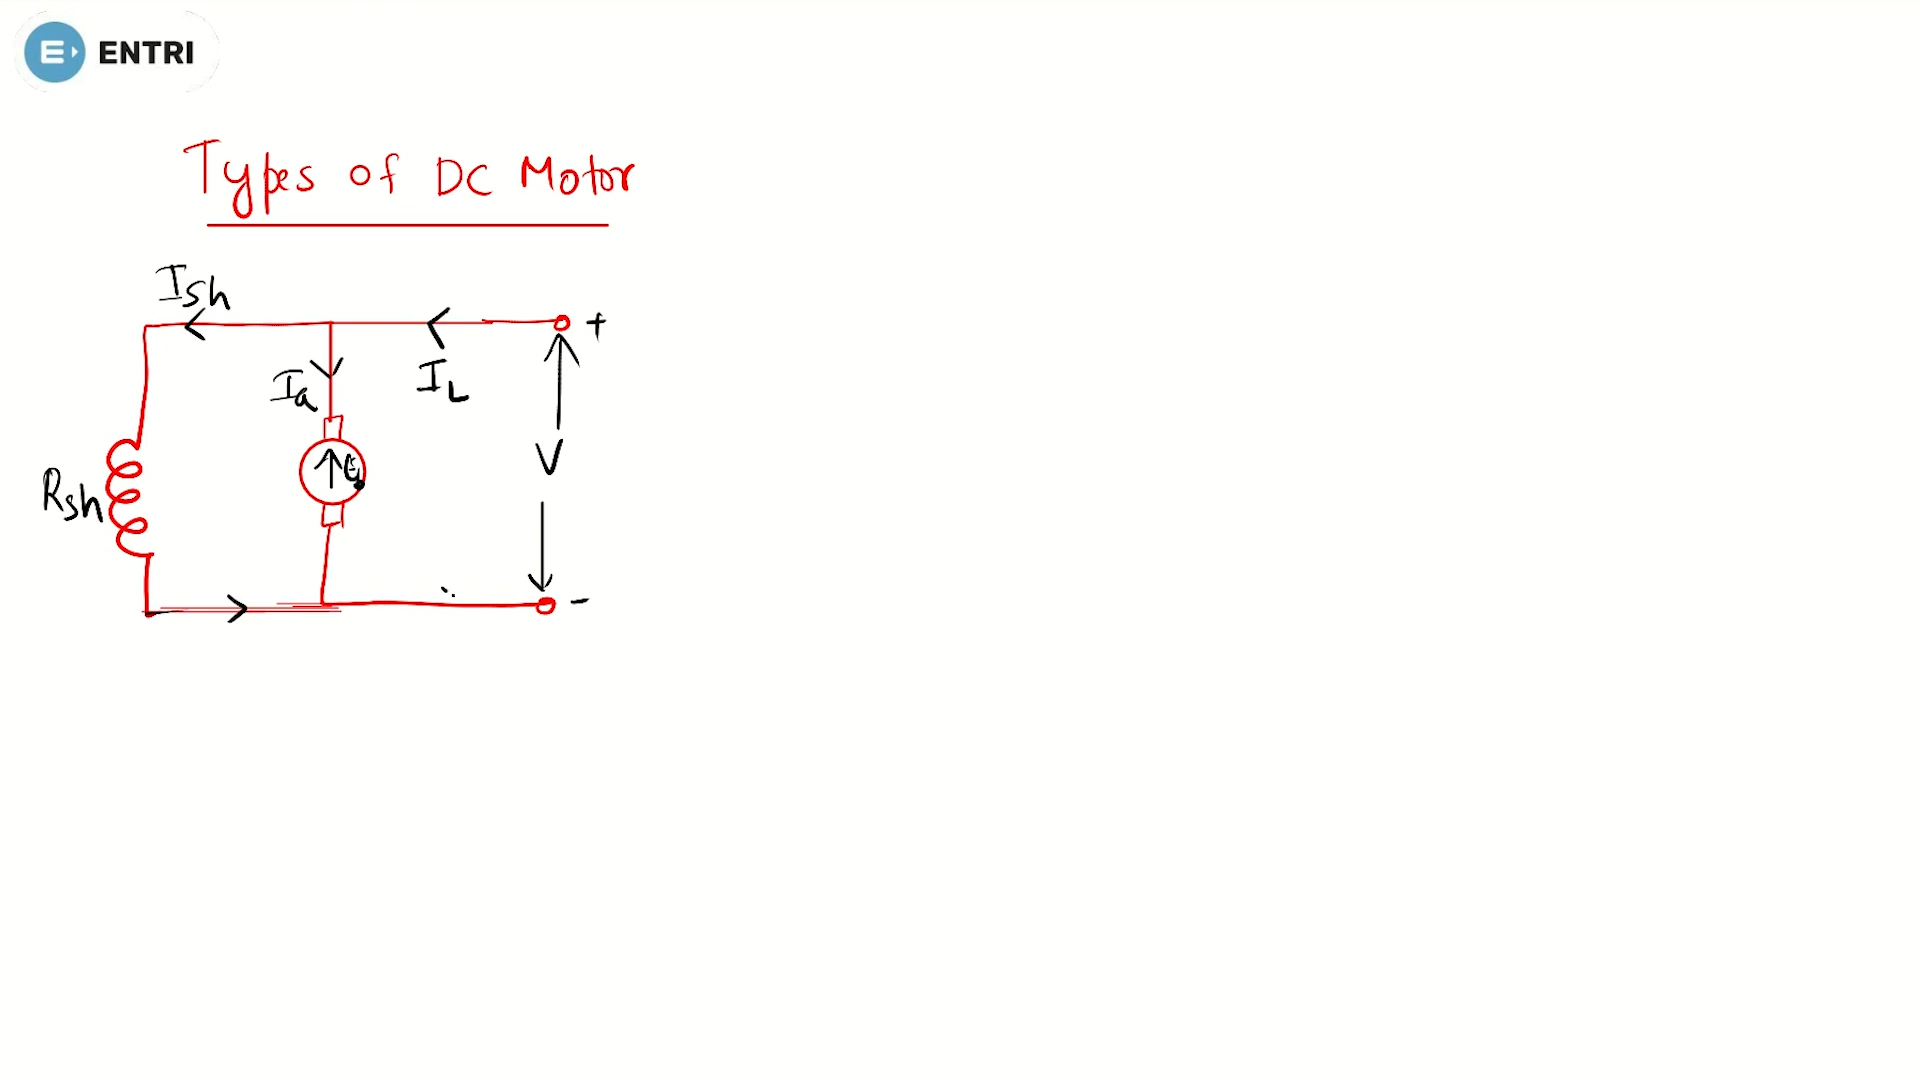 ENTRI
Types of DC Motor
Ish
+
Ia
IL
V
Rsh
-